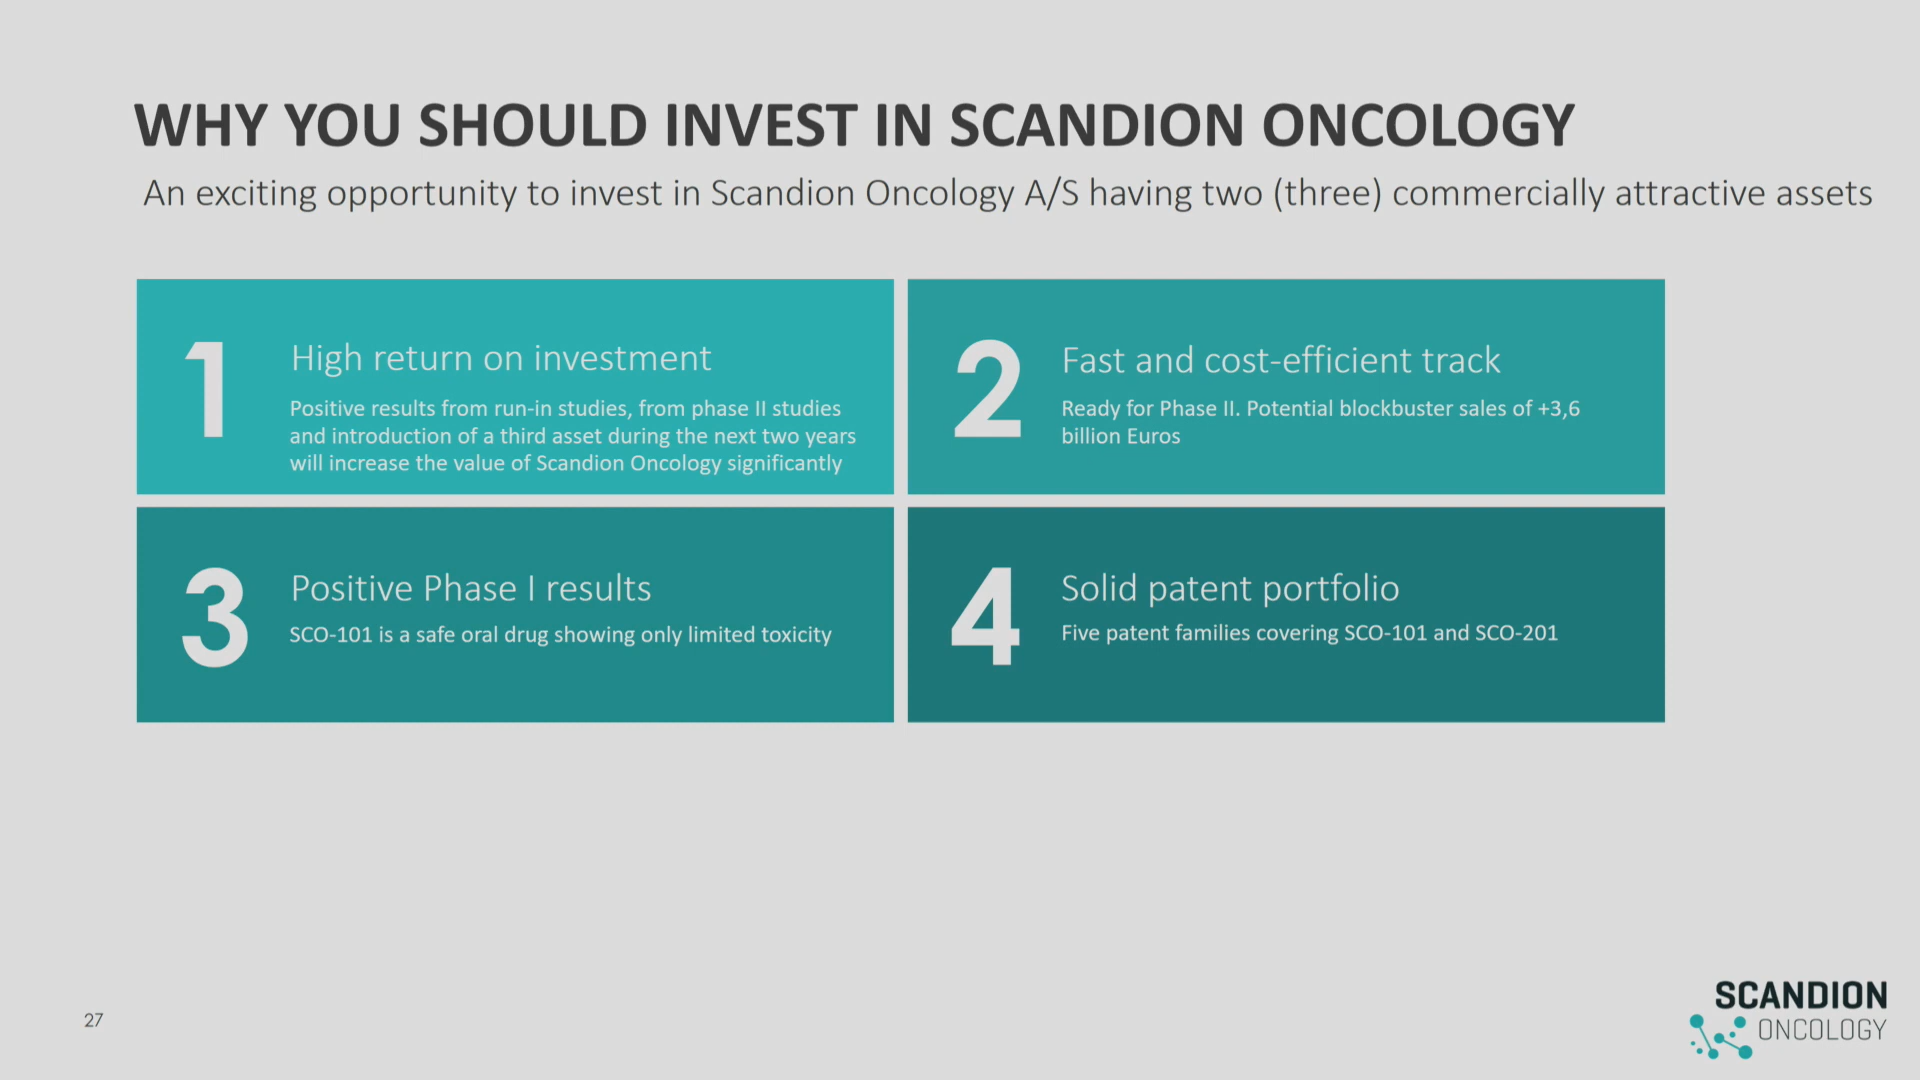 WHY YOU SHOULD INVEST IN SCANDION ONCOLOGY
An exciting opportunity to invest in Scandion Oncology A/S having two (three) commercially attractive assets
1
High return on investment
Positive results from run-in studies, from phase II studies
and introduction of a third asset during the next two years
will increase the value of Scandion Oncology significantly
2
Fast and cost-efficient track
Ready for Phase II. Potential blockbuster sales of +3,6
billion Euros
3
Positive Phase I results
SCO-101 is a safe oral drug showing only limited toxicity
4
Solid patent portfolio
Five patent families covering SCO-101 and SCO-201
27
SCANDION
ONCOLOGY